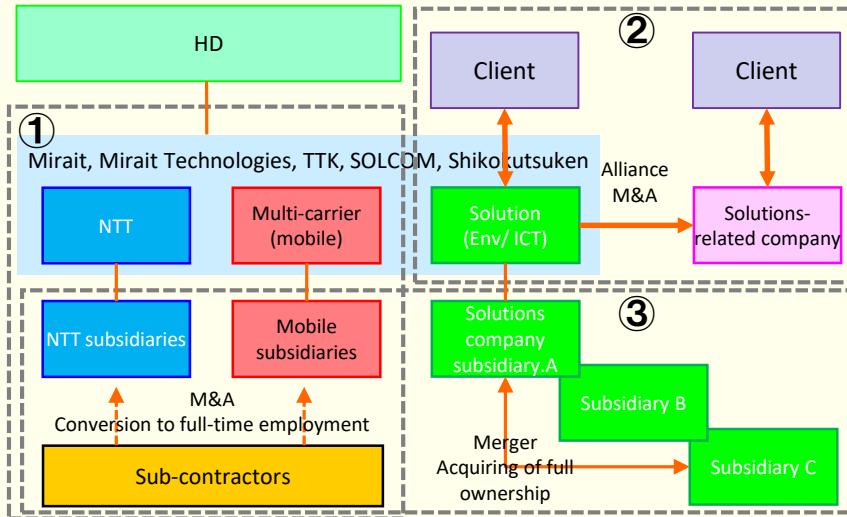 HD
②
Client
Client
①
Mirait, Mirait Technologies, TTK, SOLCOM, Shikokutsuken
Alliance
M&A
NTT
Multi-carrier
(mobile)
Solution
(Env/ ICT)
Solutions-
related company
③
NTT subsidiaries
Mobile
subsidiaries
Solutions
company
subsidiary.A
M&A
Conversion to full-time employment
Subsidiary B
Merger
Acquiring of full
ownership
Sub-contractors
Subsidiary C